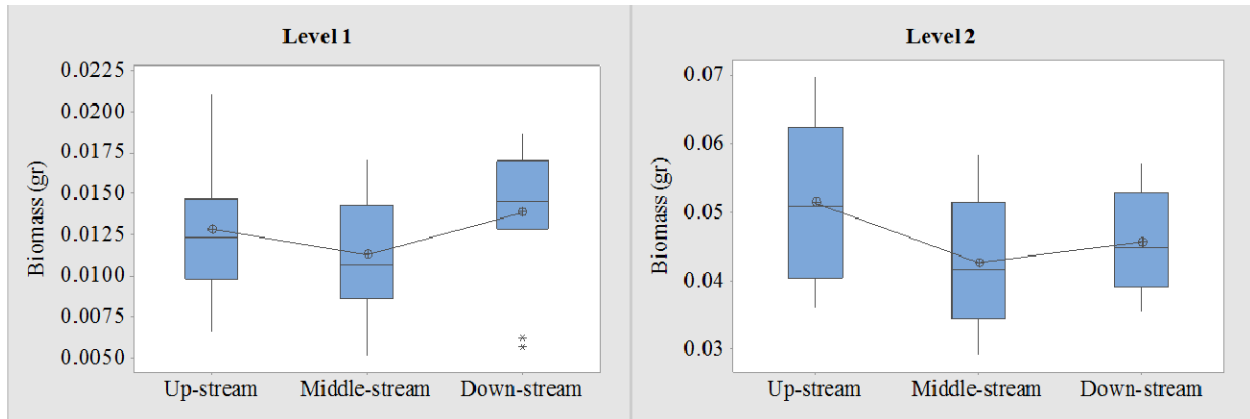 Level 1
Biomass (gr)
0.0225
0.0200
0.0175
0.0150
0.0125
0.0100
0.0075
0.0050
Up-stream Middle-stream Down-stream
Level 2
Biomass (gr)
0.07
0.06
0.05
0.04
0.03
Up-stream Middle-stream Down-stream